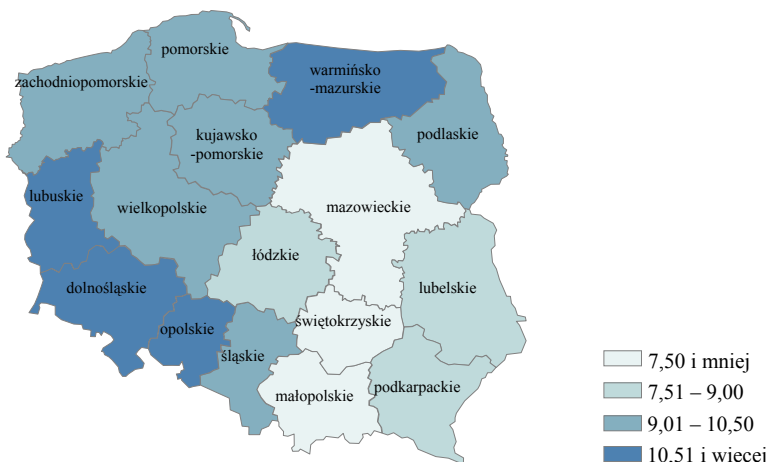 pomorskie
zachodniopomorskie
warmińsko
-mazurskie
kujawsko
-pomorskie
podlaskie
lubuskie
wielkopolskie
mazowieckie
łódzkie
dolnośląskie
lubelskie
opolskie
świętokrzyskie
śląskie
małopolskie
podkarpackie
7,50 i mniej
7,51 – 9,00
9,01 – 10,50
10,51 i więcej